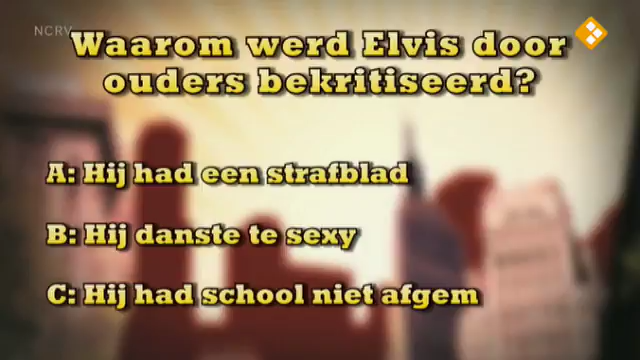 NCRV
Waarom werd Elvis door
ouders bekritiseerd?
A: Hij had een strafblad
B: Hij danste te sexy
C: Hij had school niet afgem